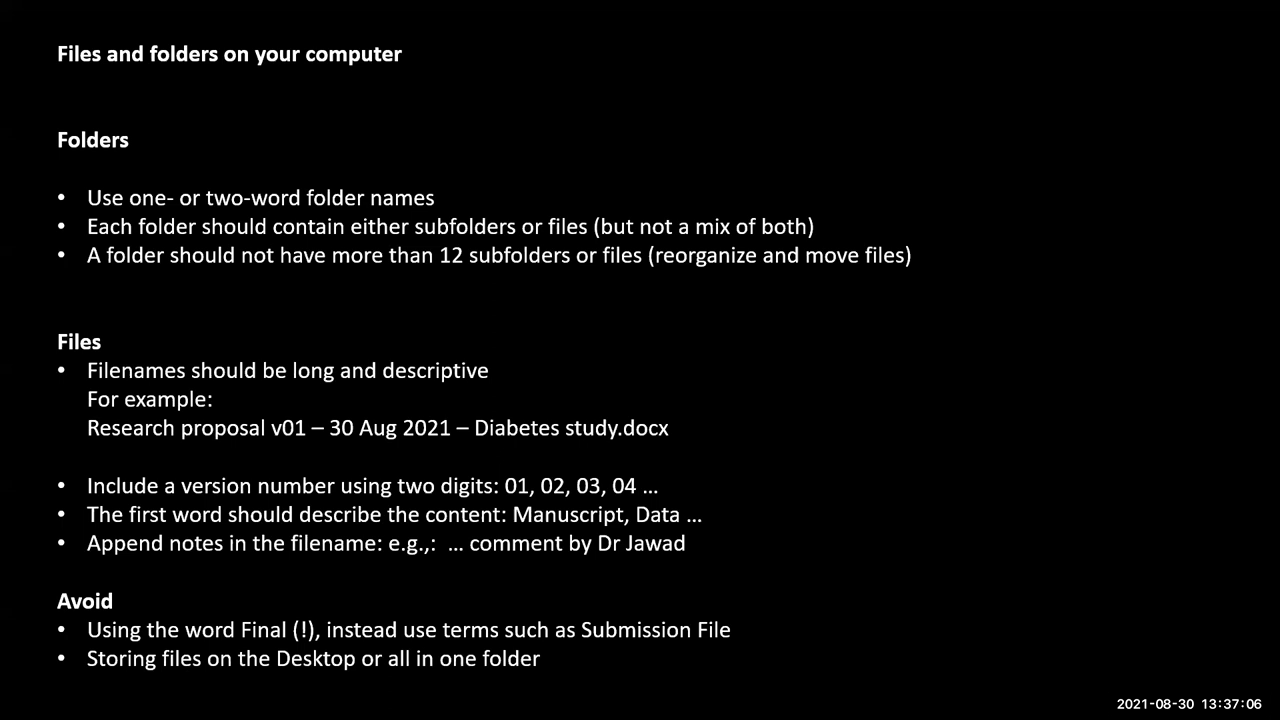 Files and folders on your computer
Folders
• Use one- or two-word folder names
• Each folder should contain either subfolders or files (but not a mix of both)
• A folder should not have more than 12 subfolders or files (reorganize and move files)
Files
• Filenames should be long and descriptive
For example:
Research proposal v01 – 30 Aug 2021 – Diabetes study.docx
• Include a version number using two digits: 01, 02, 03, 04 …
• The first word should describe the content: Manuscript, Data …
• Append notes in the filename: e.g.,:  … comment by Dr Jawad
Avoid
• Using the word Final (!), instead use terms such as Submission File
• Storing files on the Desktop or all in one folder
2021-08-30 13:37:06